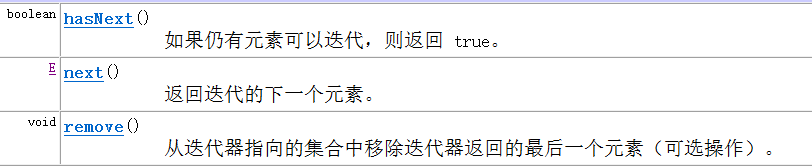 boolean hasNext()
如果仍有元素可以迭代，则返回 true。
E next()
返回迭代的下一个元素。
void remove()
从迭代器指向的集合中移除迭代器返回的最后一个元素（可选操作）。